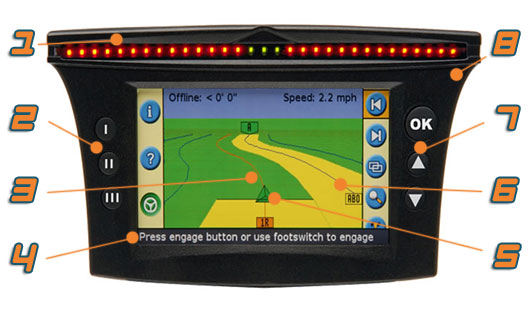 1
8
Offline: < 0' 0"
Speed: 2.2 mph
i
A
2
I
OK
7
II
?
III
3
6
RBO
4
1R
5
Press engage button or use footswitch to engage